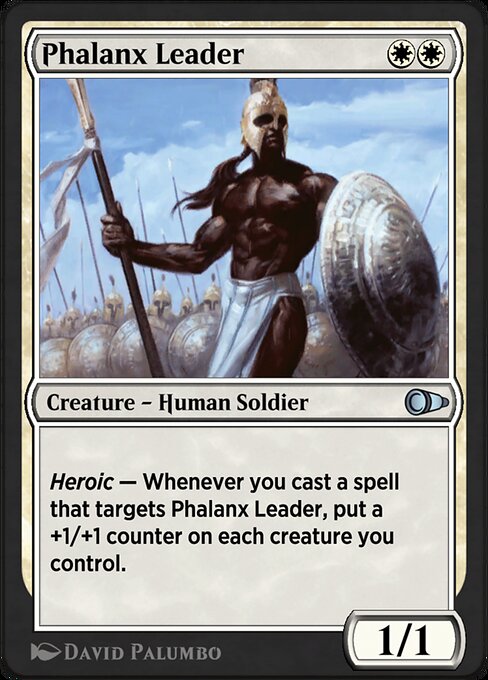 Phalanx Leader
Creature – Human Soldier
Heroic — Whenever you cast a spell
that targets Phalanx Leader, put a
+1/+1 counter on each creature you
control.
1/1
David Palumbo